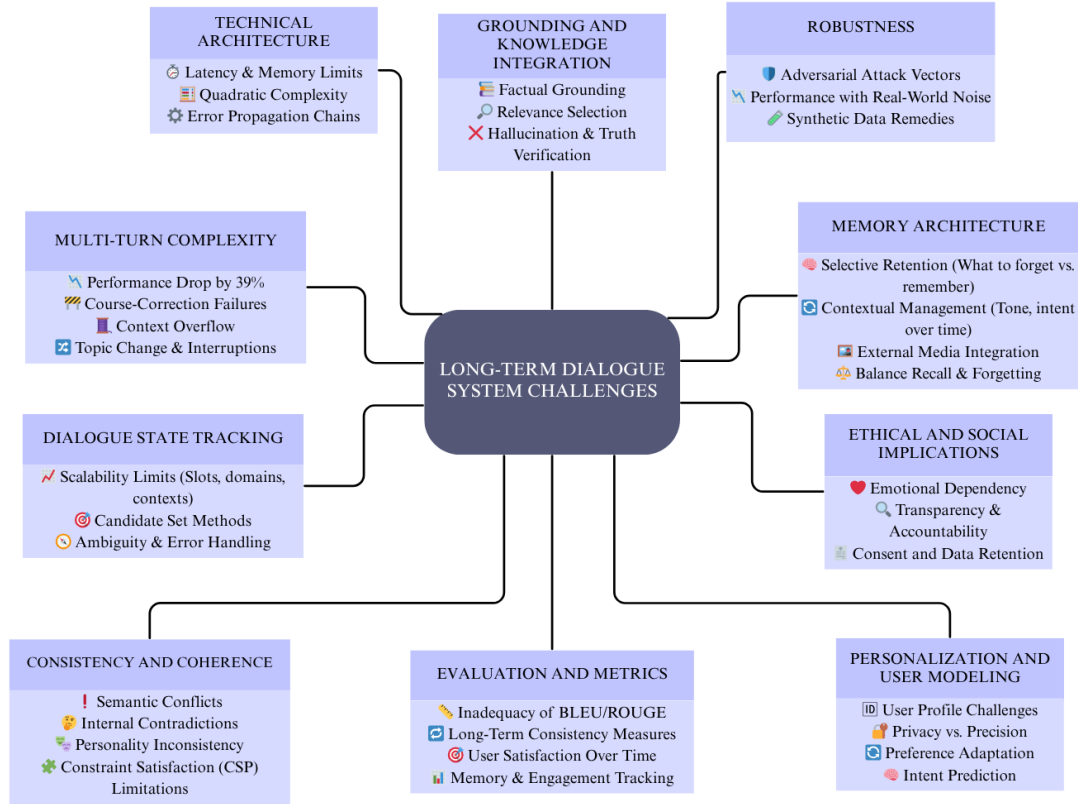 TECHNICAL
ARCHITECTURE
Latency & Memory Limits
Quadratic Complexity
Error Propagation Chains
GROUNDING AND
KNOWLEDGE
INTEGRATION
Factual Grounding
Relevance Selection
Hallucination & Truth
Verification
ROBUSTNESS
Adversarial Attack Vectors
Performance with Real-World Noise
Synthetic Data Remedies
MULTI-TURN COMPLEXITY
Performance Drop by 39%
Course-Correction Failures
Context Overflow
Topic Change & Interruptions
MEMORY ARCHITECTURE
Selective Retention (What to forget vs.
remember)
Contextual Management (Tone, intent
over time)
External Media Integration
Balance Recall & Forgetting
LONG-TERM DIALOGUE
SYSTEM CHALLENGES
DIALOGUE STATE TRACKING
Scalability Limits (Slots, domains,
contexts)
Candidate Set Methods
Ambiguity & Error Handling
ETHICAL AND SOCIAL
IMPLICATIONS
Emotional Dependency
Transparency &
Accountability
Consent and Data Retention
CONSISTENCY AND COHERENCE
Semantic Conflicts
Internal Contradictions
Personality Inconsistency
Constraint Satisfaction (CSP)
Limitations
EVALUATION AND METRICS
Inadequacy of BLEU/ROUGE
Long-Term Consistency Measures
User Satisfaction Over Time
Memory & Engagement Tracking
PERSONALIZATION AND
USER MODELING
🆔 User Profile Challenges
Privacy vs. Precision
Preference Adaptation
Intent Prediction